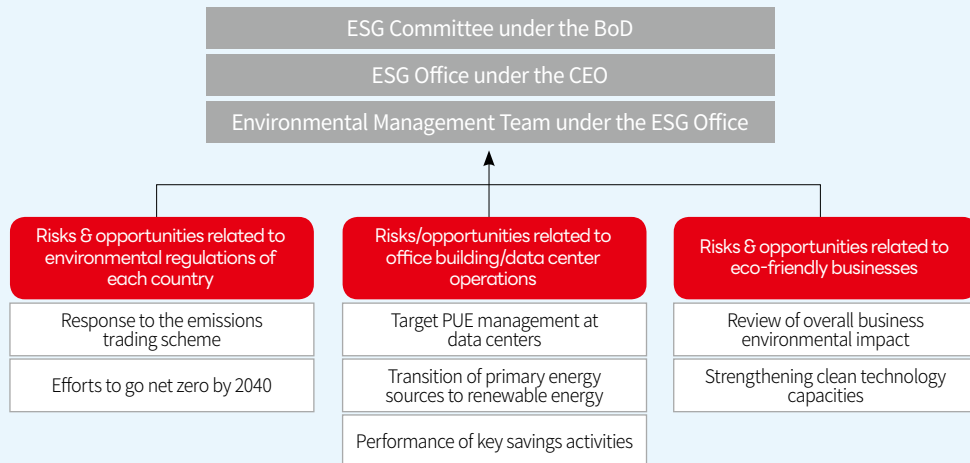 ESG Committee under the BoD
ESG Office under the CEO
Environmental Management Team under the ESG Office
Risks & opportunities related to
environmental regulations of
each country
Response to the emissions
trading scheme
Efforts to go net zero by 2040
Risks/opportunities related to
office building/data center
operations
Target PUE management at
data centers
Transition of primary energy
sources to renewable energy
Performance of key savings activities
Risks & opportunities related to
eco-friendly businesses
Review of overall business
environmental impact
Strengthening clean technology
capacities